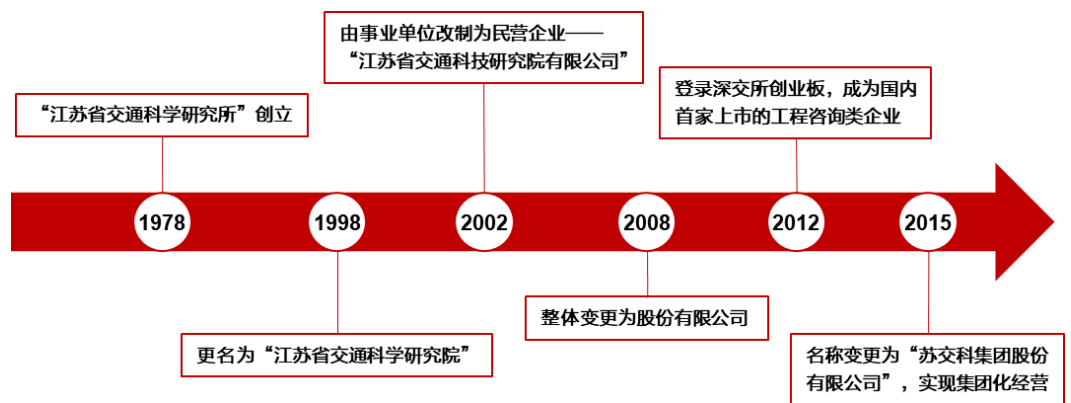 由事业单位改制为民营企业——
“江苏省交通科技研究院有限公司”
登录深交所创业板，成为国内
首家上市的工程咨询类企业
“江苏省交通科学研究所”创立
1978
1998
2002
2008
2012
2015
整体变更为股份有限公司
更名为“江苏省交通科学研究院”
名称变更为“苏交科集团股份
有限公司”，实现集团化经营